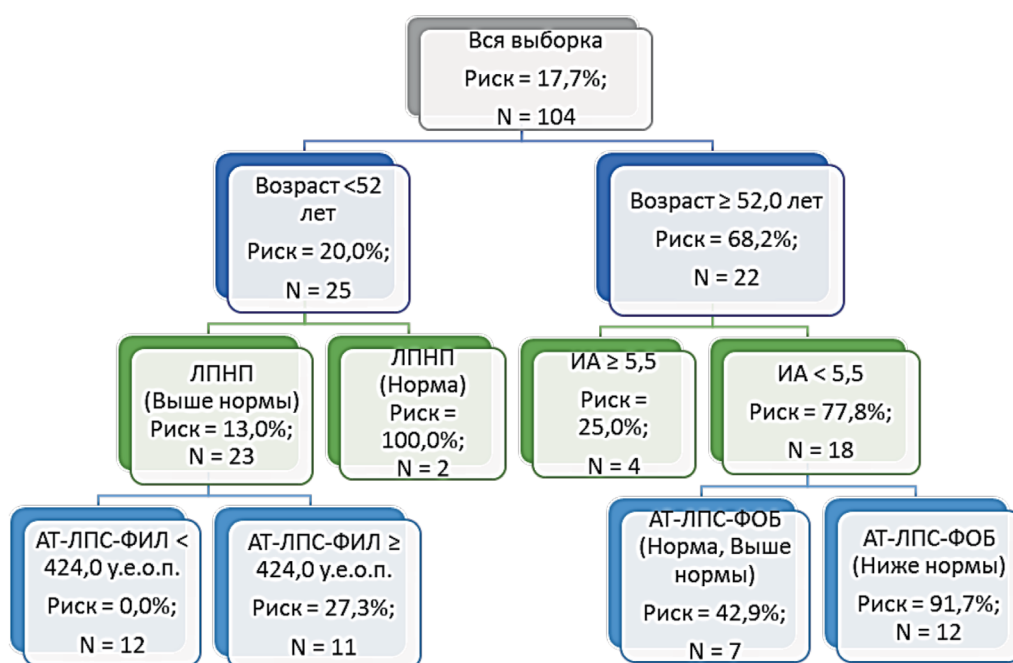 Вся выборка
Риск = 17,7%;
N = 104
Возраст <52
лет
Риск = 20,0%;
N = 25
Возраст ≥ 52,0 лет
Риск = 68,2%;
N = 22
ЛПНП
(Выше нормы)
Риск = 13,0%;
N = 23
ЛПНП
(Норма)
Риск =
100,0%;
N = 2
ИА ≥ 5,5
Риск =
25,0%;
N = 4
ИА < 5,5
Риск = 77,8%;
N = 18
АТ-ЛПС-ФИЛ <
424,0 у.е.о.п.
Риск = 0,0%;
N = 12
АТ-ЛПС-ФИЛ ≥
424,0 у.е.о.п.
Риск = 27,3%;
N = 11
АТ-ЛПС-ФОБ
(Норма, Выше
нормы)
Риск = 42,9%;
N = 7
АТ-ЛПС-ФОБ
(Ниже нормы)
Риск = 91,7%;
N = 12